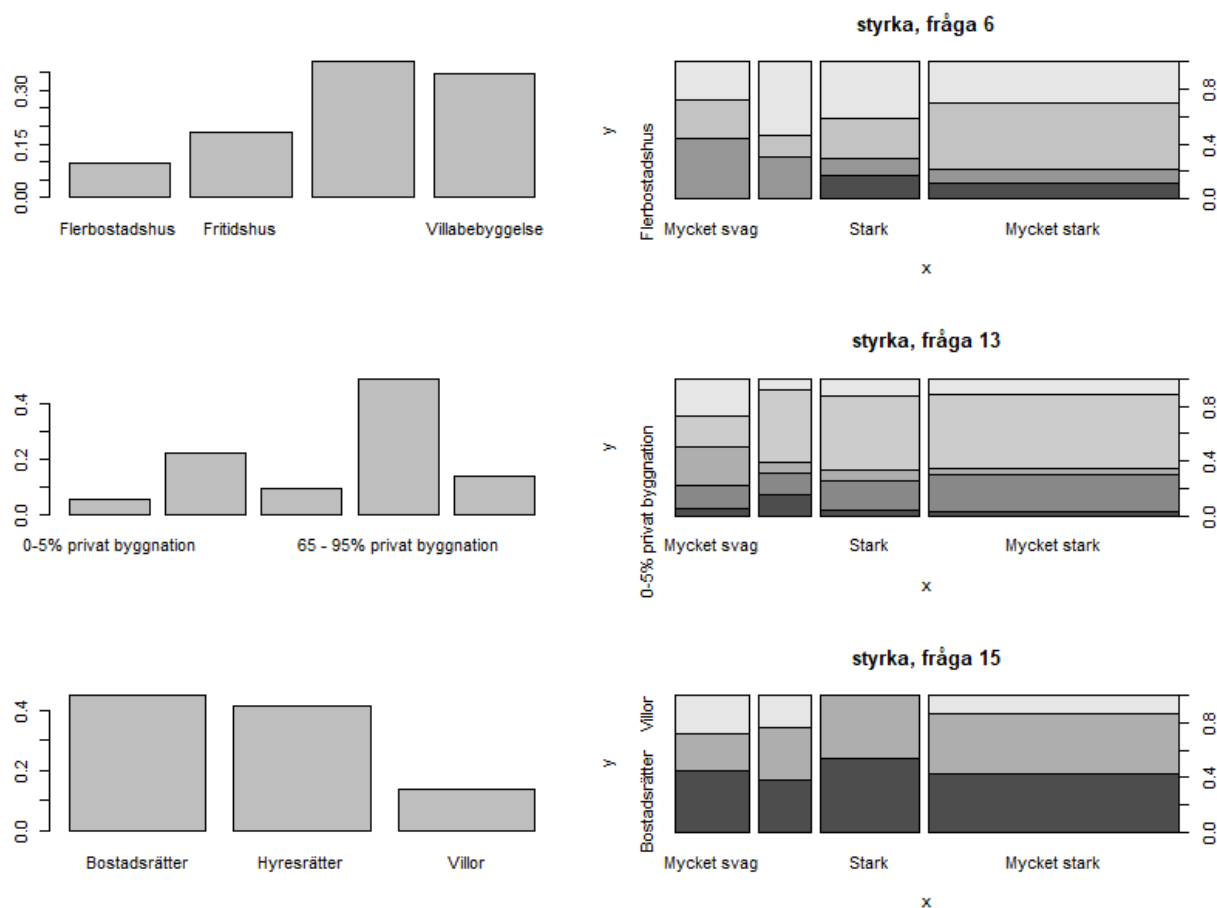 0.00 0.15 0.30
Flerbostadshus Fritidshus Villabebyggelse
styrka, fråga 6
y
Flerbostadshus
0.0 0.4 0.8
Mycket svag Stark Mycket stark
x
0.0 0.2 0.4
0-5% privat byggnation 65 - 95% privat byggnation
styrka, fråga 13
y
0-5% privat byggnation
0.0 0.4 0.8
Mycket svag Stark Mycket stark
x
0.0 0.2 0.4
Bostadsrätter Hyresrätter Villor
styrka, fråga 15
y
Bostadsrätter Villor
0.0 0.4 0.8
Mycket svag Stark Mycket stark
x